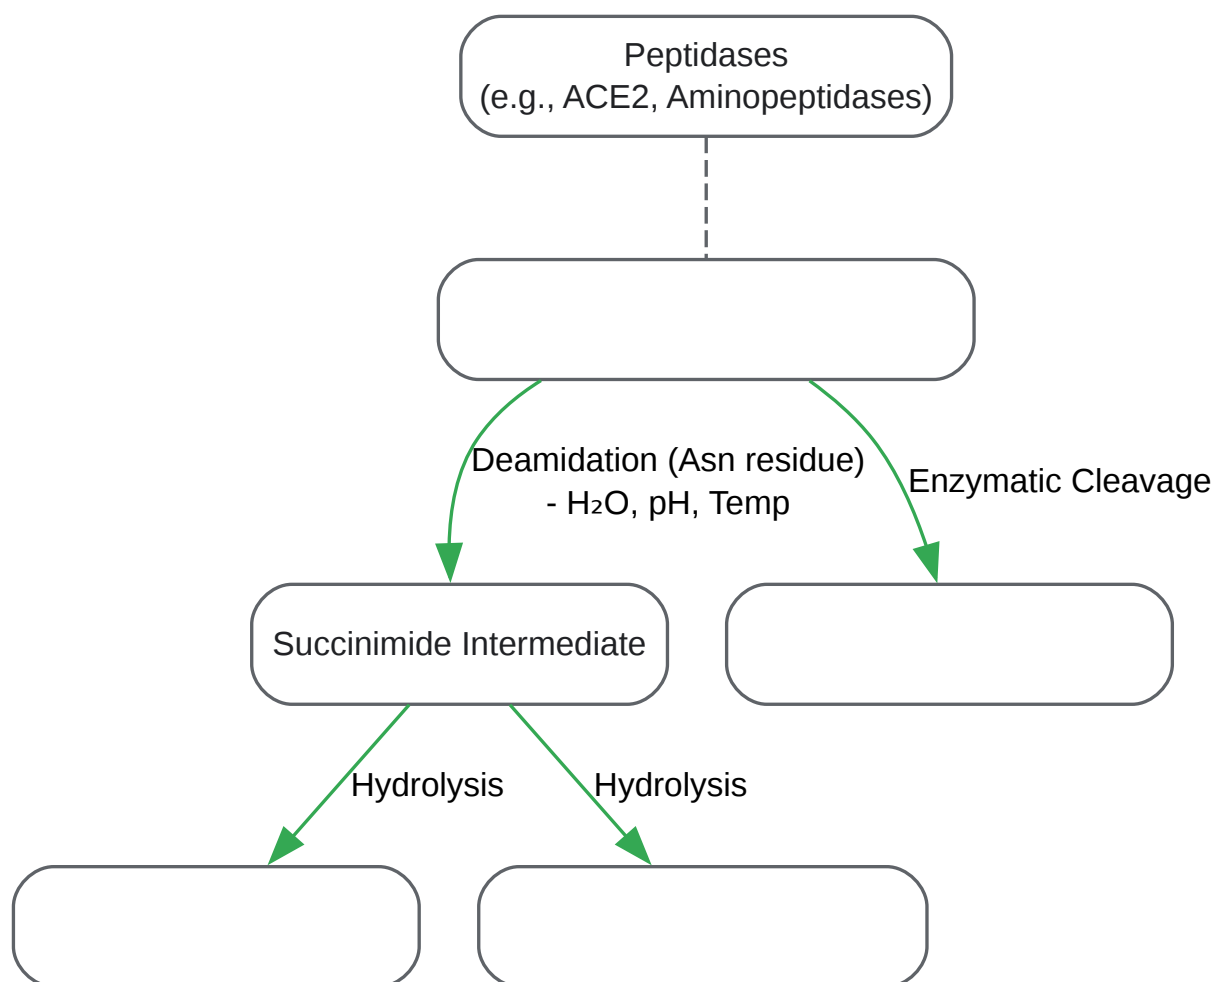 Peptidases
(e.g., ACE2, Aminopeptidases)
Deamidation (Asn residue)
- H₂O, pH, Temp
Enzymatic Cleavage
Succinimide Intermediate
Hydrolysis
Hydrolysis